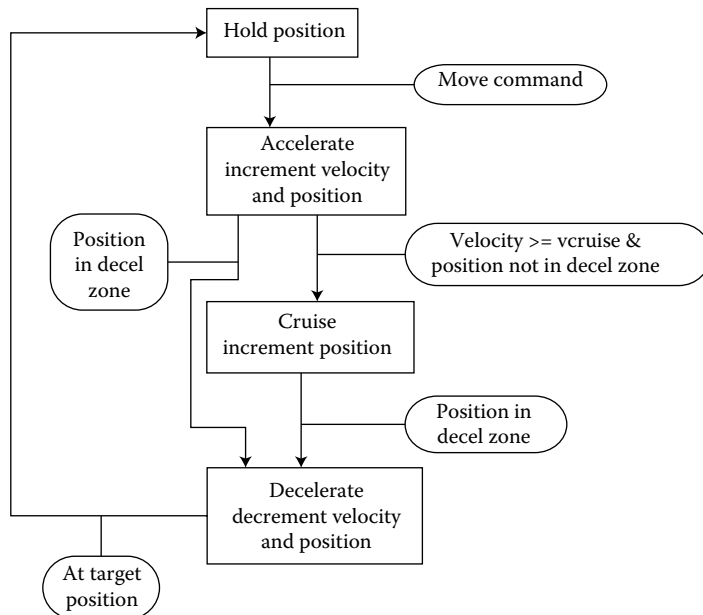 Hold position
Move command
Accelerate
increment velocity
and position
Position
in decel
zone
Velocity >= vcruise &
position not in decel zone
Cruise
increment position
Position in
decel zone
Decelerate
decrement velocity
and position
At target
position